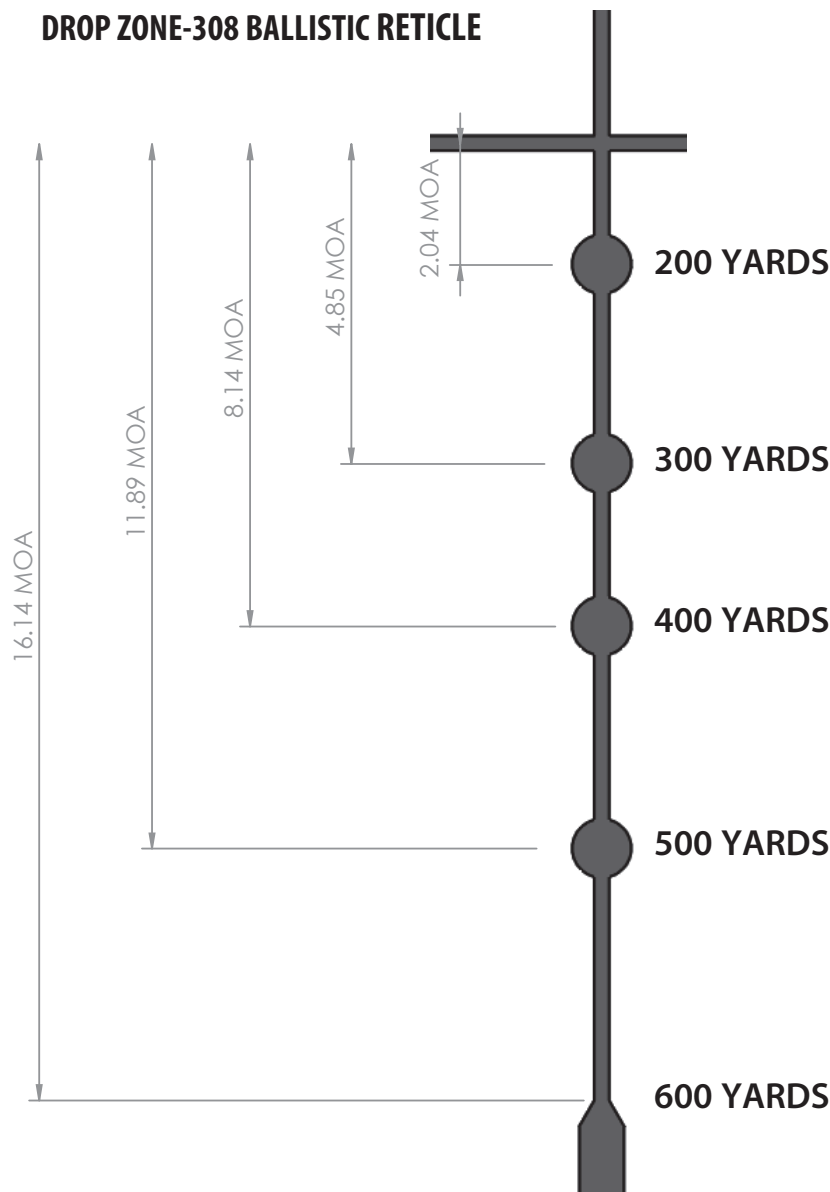 DROP ZONE-308 BALLISTIC RETICLE
2.04 MOA
200 YARDS
4.85 MOA
300 YARDS
8.14 MOA
400 YARDS
11.89 MOA
500 YARDS
16.14 MOA
600 YARDS